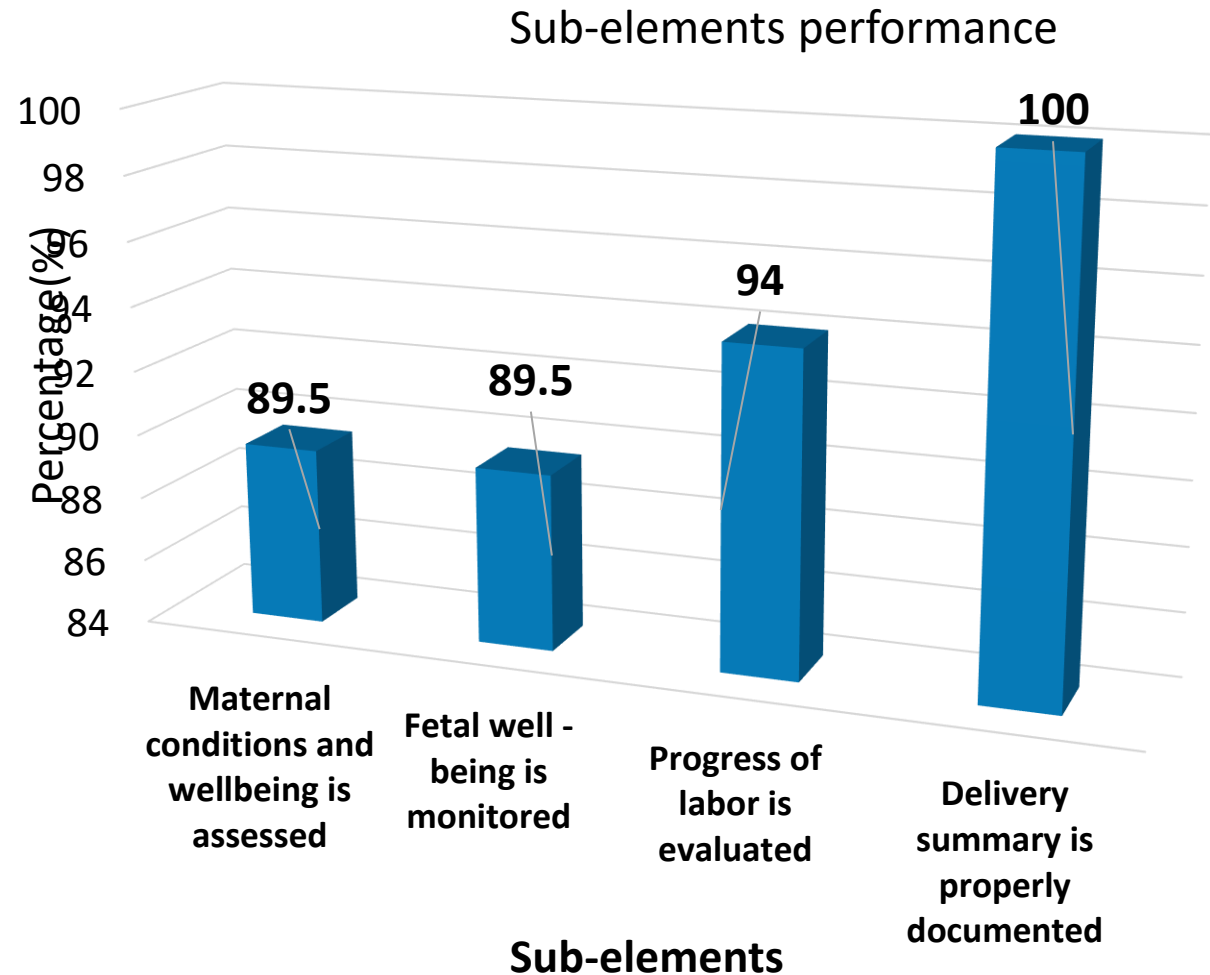 Sub-elements performance
100
98
96
94
92
90
88
86
84
Percentage(%)
89.5
89.5
94
100
Maternal
conditions and
wellbeing is
assessed
Fetal well -
being is
monitored
Progress of
labor is
evaluated
Delivery
summary is
properly
documented
Sub-elements